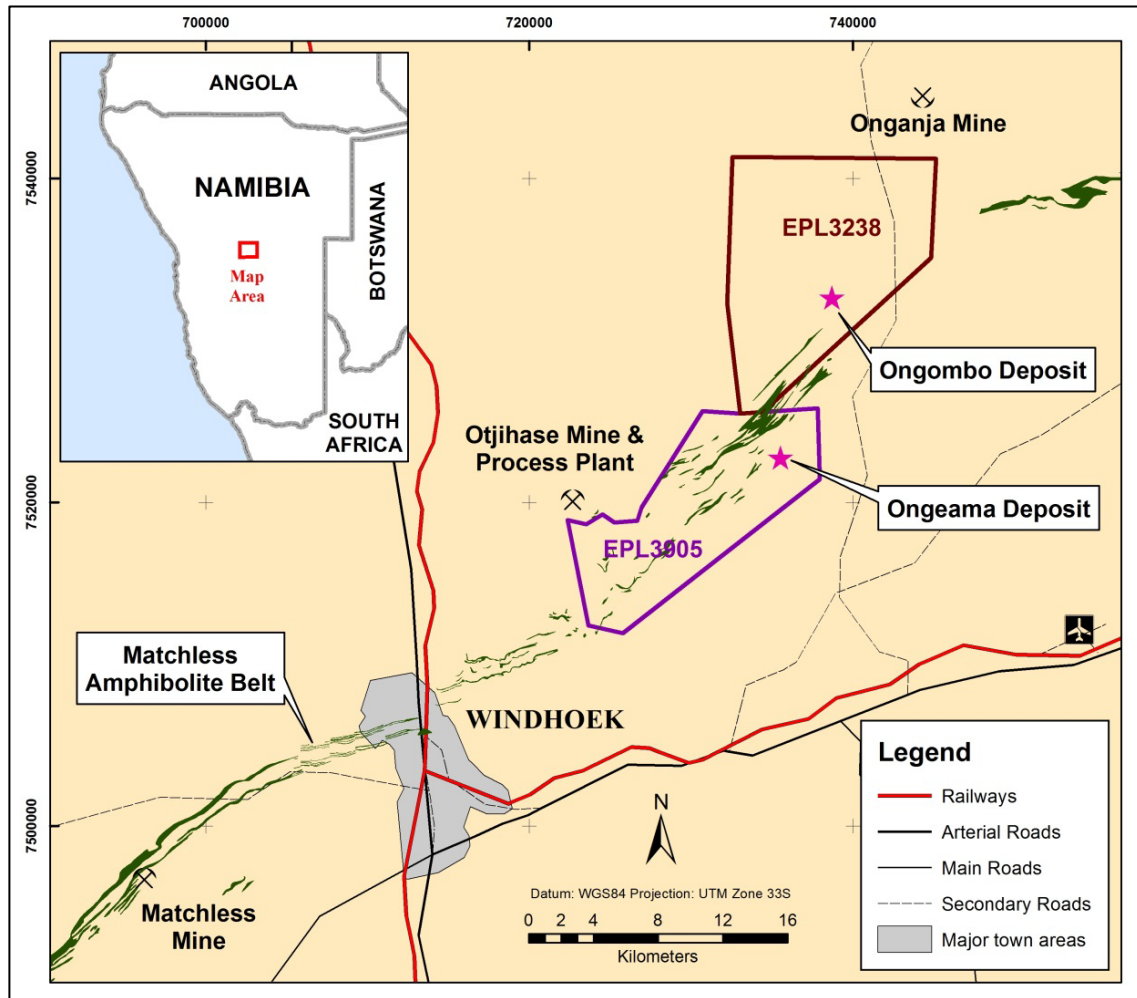 700000
720000
740000
7540000
7520000
7500000
ANGOLA
NAMIBIA
Map
Area
BOTSWANA
SOUTH
AFRICA
Onganja Mine
EPL3238
Ongombo Deposit
Otjihase Mine &
Process Plant
Ongeama Deposit
EPL3905
Matchless
Amphibolite Belt
WINDHOEK
Matchless
Mine
N
Datum: WGS84 Projection: UTM Zone 33S
0 2 4 8 12 16
Kilometers
Legend
Railways
Arterial Roads
Main Roads
Secondary Roads
Major town areas